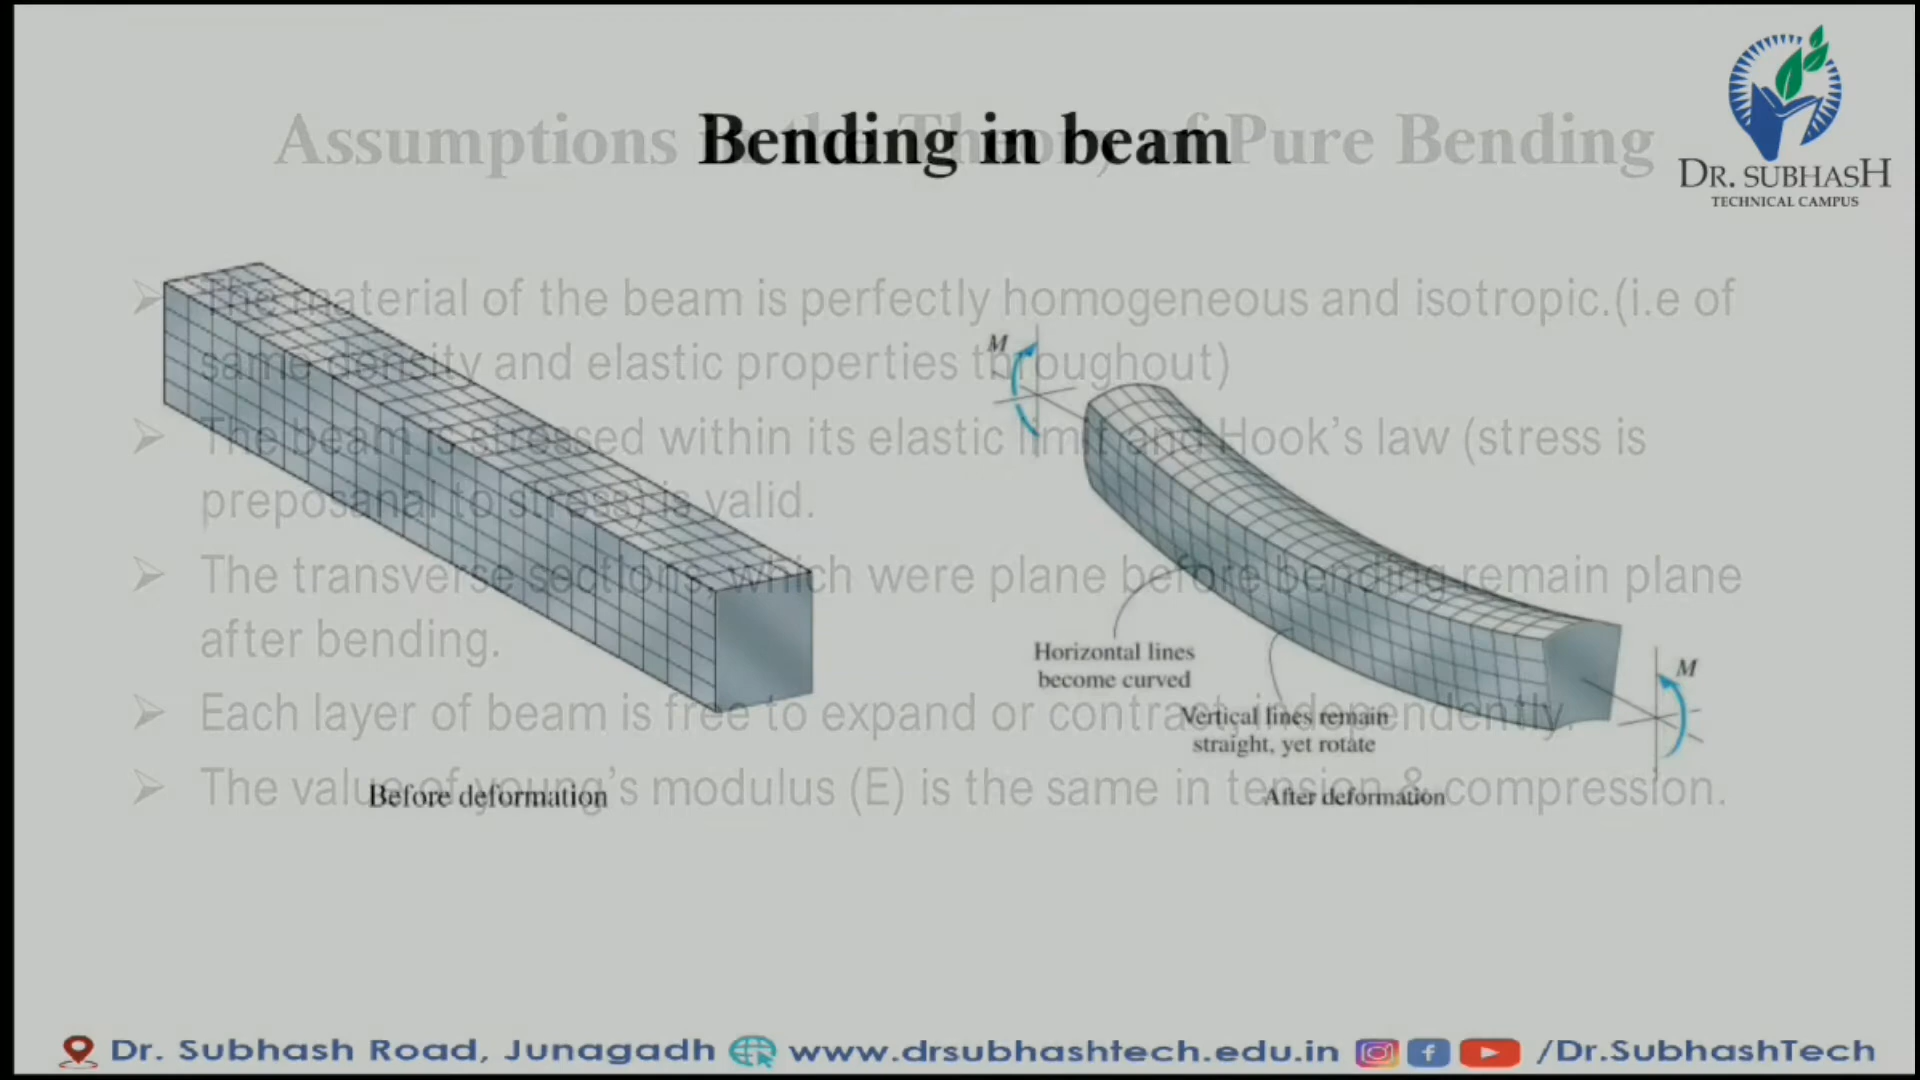 Assumptions in the Theory of Pure Bending
Bending in beam
DR. SUBHASH
TECHNICAL CAMPUS
The material of the beam is perfectly homogeneous and isotropic.(i.e of
same density and elastic properties throughout)
The beam is stressed within its elastic limit and Hook's law (stress is
preposanal to stress) is valid.
The transverse sections, which were plane before bending remain plane
after bending.
Each layer of beam is free to expand or contract, independently.
The value of young's modulus (E) is the same in tension & compression.
M
M
Horizontal lines
become curved
Vertical lines remain
straight, yet rotate
Before deformation
After deformation
Dr. Subhash Road, Junagadh www.drsubhashtech.edu.in /Dr.SubhashTech